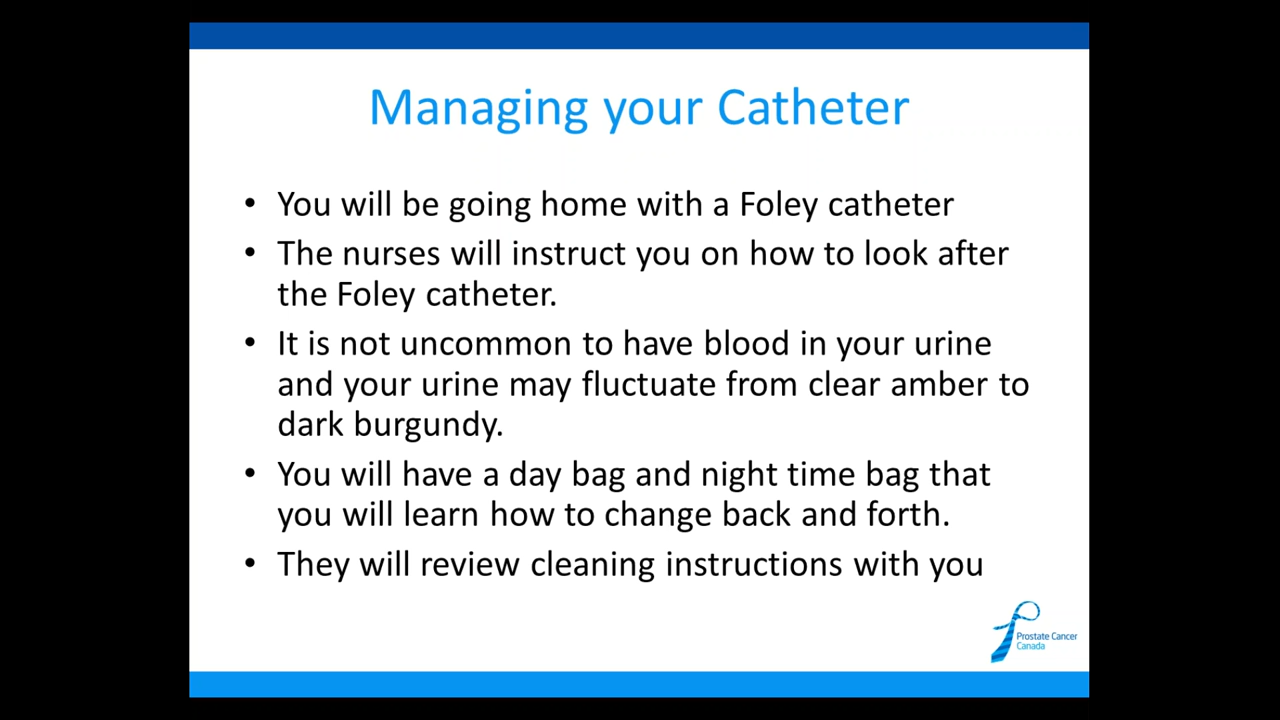 Managing your Catheter
• You will be going home with a Foley catheter
• The nurses will instruct you on how to look after
the Foley catheter.
• It is not uncommon to have blood in your urine
and your urine may fluctuate from clear amber to
dark burgundy.
• You will have a day bag and night time bag that
you will learn how to change back and forth.
• They will review cleaning instructions with you
Prostate Cancer
Canada